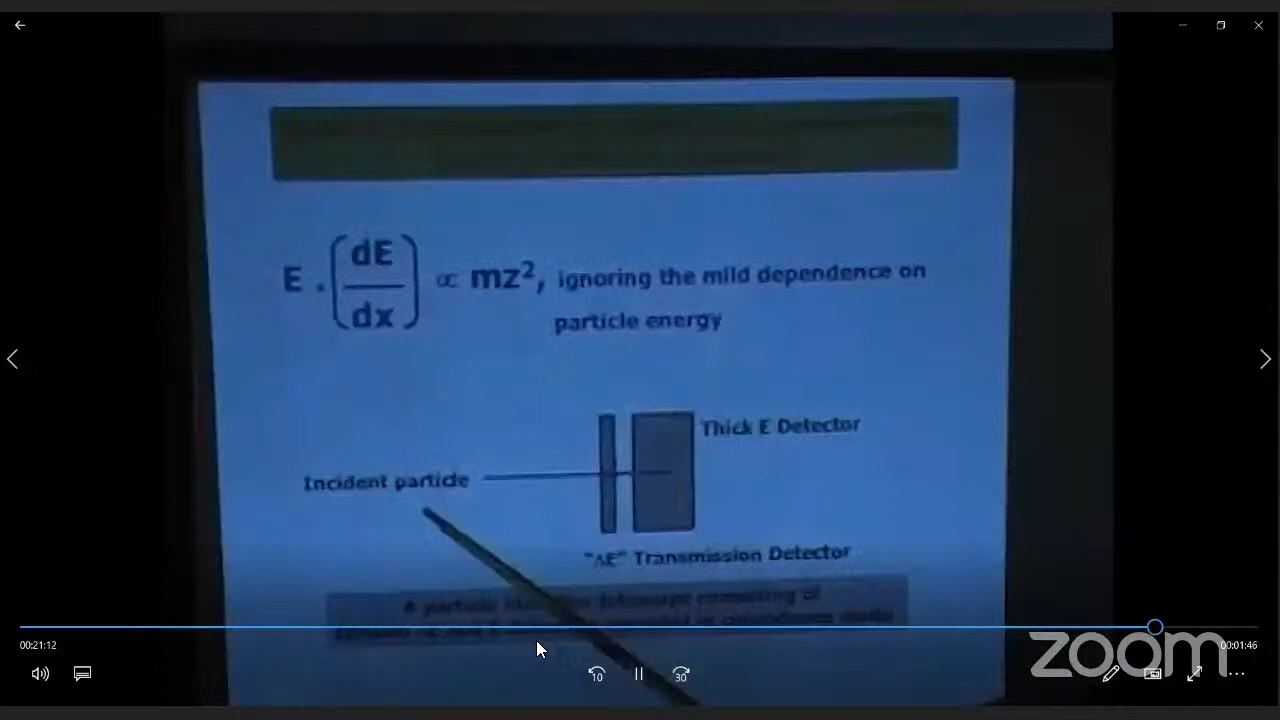 E . (dE/dx) ∝ mz², ignoring the mild dependence on
particle energy
Thick E Detector
Incident particle
"ΔE" Transmission Detector
A particle
00:21:12
00:01:46
10
30
zoom